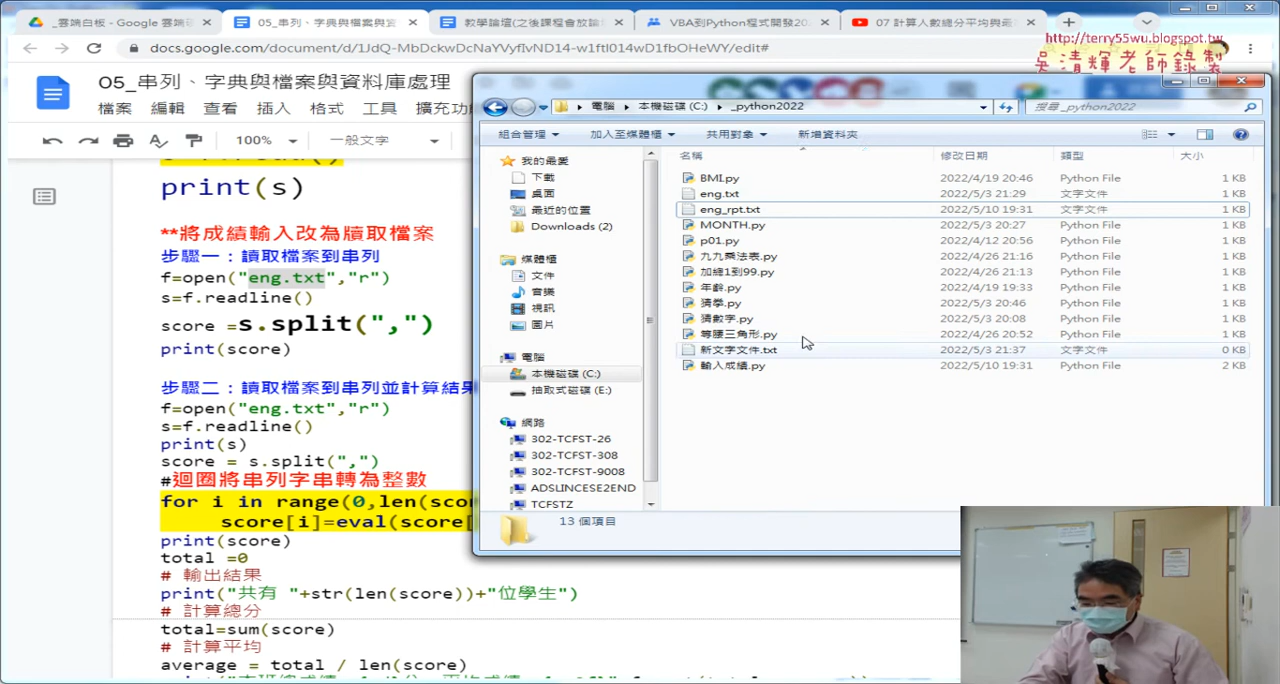 _雲端白板 - Google 雲端硬
05_串列、字典與檔案與資
教學論壇(之後課程會放論
VBA到Python程式開發20
07 計算人數總分平均與最
docs.google.com/document/d/1JdQ-MbDckwDcNaYVyfIvND14-w1ftl014wD1fbOHeWY/edit#
http://terry55wu.blogspot.tw
吳清輝老師錄製
05_串列、字典與檔案與資料庫處理
檔案 編輯 查看 插入 格式 工具 擴充功
100% 一般文字
print(s)
**將成績輸入改為牘取檔案
步驟一：讀取檔案到串列
f=open("eng.txt","r")
s=f.readline()
score =s.split(",")
print(score)
步驟二：讀取檔案到串列並計算結果
f=open("eng.txt","r")
s=f.readline()
print(s)
score = s.split(",")
#迴圈將串列字串轉為整數
for i in range(0,len(sco
score[i]=eval(score[
print(score)
total =0
# 輸出結果
print("共有 "+str(len(score))+"位學生")
# 計算總分
total=sum(score)
# 計算平均
average = total / len(score)
電腦 本機磁碟 (C:) _python2022
搜尋 _python2022
組合管理 加入至媒體櫃 共用對象 新增資料夾
我的最愛
下載
桌面
最近的位置
Downloads (2)
媒體櫃
文件
音樂
視訊
圖片
電腦
本機磁碟 (C:)
抽取式磁碟 (E:)
網路
302-TCFST-26
302-TCFST-308
302-TCFST-9008
ADSLINCESE2END
TCFSTZ
名稱 修改日期 類型 大小
BMI.py 2022/4/19 20:46 Python File 1 KB
eng.txt 2022/5/3 21:29 文字文件 1 KB
eng_rpt.txt 2022/5/10 19:31 文字文件 1 KB
MONTH.py 2022/5/3 20:27 Python File 1 KB
p01.py 2022/4/12 20:56 Python File 1 KB
九九乘法表.py 2022/4/26 21:16 Python File 1 KB
加總1到99.py 2022/4/26 21:13 Python File 1 KB
年齡.py 2022/4/19 19:33 Python File 1 KB
猜拳.py 2022/5/3 20:46 Python File 1 KB
猜數字.py 2022/5/3 20:08 Python File 1 KB
等腰三角形.py 2022/4/26 20:52 Python File 1 KB
新文字文件.txt 2022/5/3 21:37 文字文件 0 KB
輸入成績.py 2022/5/10 19:31 Python File 2 KB
13 個項目